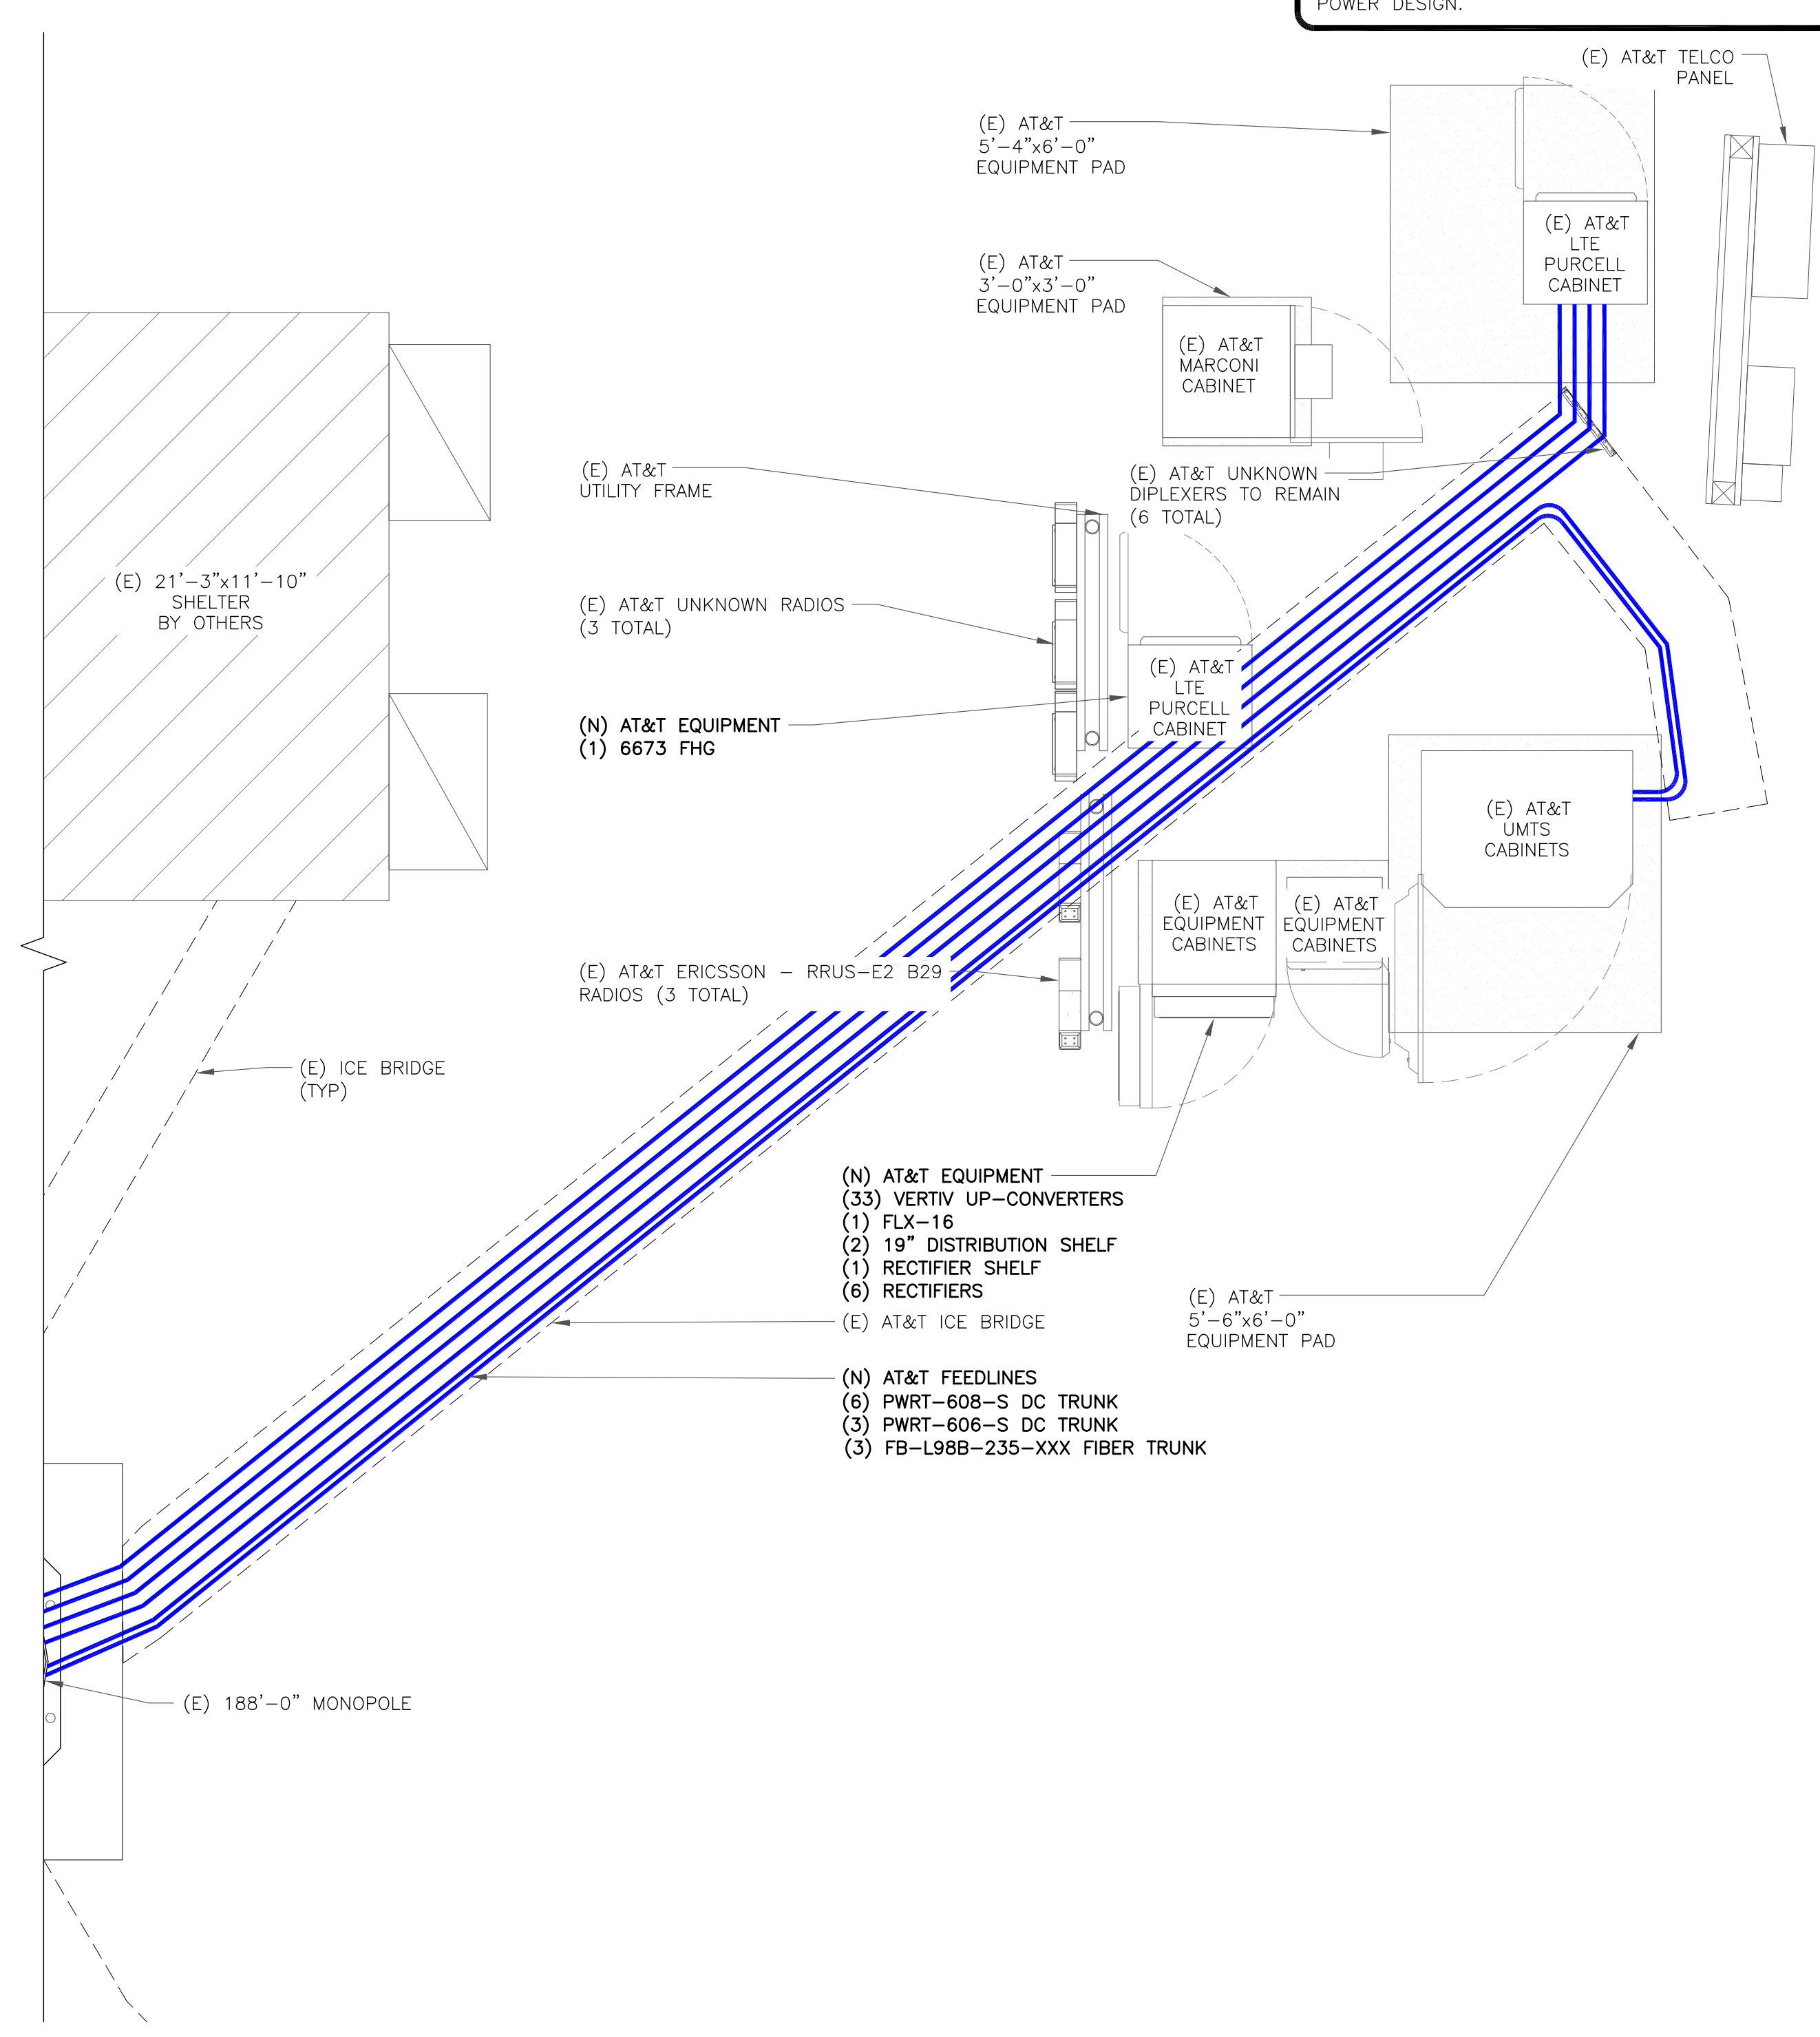 POWER DESIGN.
(E) AT&T TELCO
PANEL
(E) AT&T
5'-4"x6'-0"
EQUIPMENT PAD
(E) AT&T
LTE
PURCELL
CABINET
(E) AT&T
3'-0"x3'-0"
EQUIPMENT PAD
(E) AT&T
MARCONI
CABINET
(E) AT&T
UTILITY FRAME
(E) AT&T UNKNOWN
DIPLEXERS TO REMAIN
(6 TOTAL)
(E) 21'-3"x11'-10"
SHELTER
BY OTHERS
(E) AT&T UNKNOWN RADIOS
(3 TOTAL)
(E) AT&T
LTE
PURCELL
CABINET
(N) AT&T EQUIPMENT
(1) 6673 FHG
(E) AT&T
UMTS
CABINETS
(E) AT&T
EQUIPMENT
CABINETS
(E) AT&T
EQUIPMENT
CABINETS
(E) AT&T ERICSSON - RRUS-E2 B29
RADIOS (3 TOTAL)
(E) ICE BRIDGE
(TYP)
(N) AT&T EQUIPMENT
(33) VERTIV UP-CONVERTERS
(1) FLX-16
(2) 19" DISTRIBUTION SHELF
(1) RECTIFIER SHELF
(6) RECTIFIERS
(E) AT&T
5'-6"x6'-0"
EQUIPMENT PAD
(E) AT&T ICE BRIDGE
(N) AT&T FEEDLINES
(6) PWRT-608-S DC TRUNK
(3) PWRT-606-S DC TRUNK
(3) FB-L98B-235-XXX FIBER TRUNK
(E) 188'-0" MONOPOLE